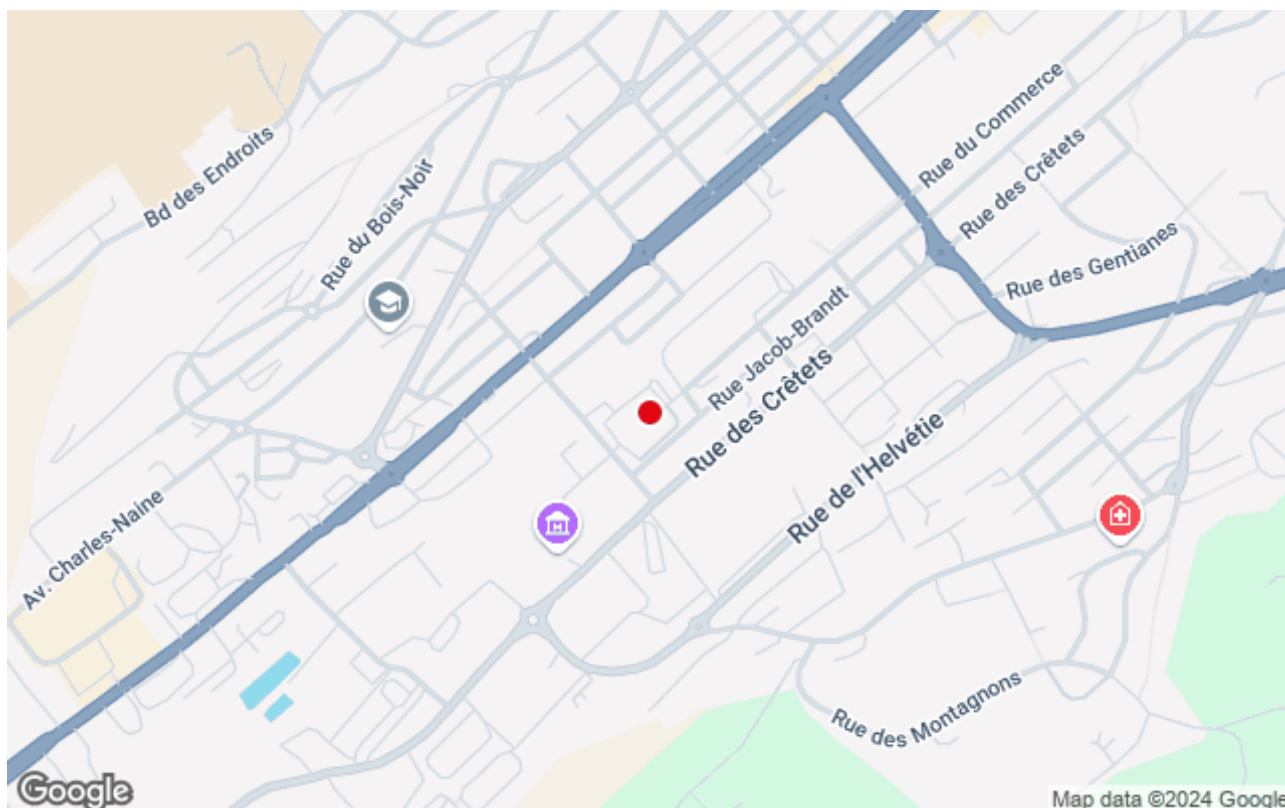 Bd des Endroits
Rue du Bois-Noir
Rue du Commerce
Rue des Crêtets
Rue des Gentianes
Rue Jacob-Brandt
Rue des Crêtets
Rue de l'Helvétie
Av. Charles-Naine
M
Rue des Montagnons
Google
Map data ©2024 Google